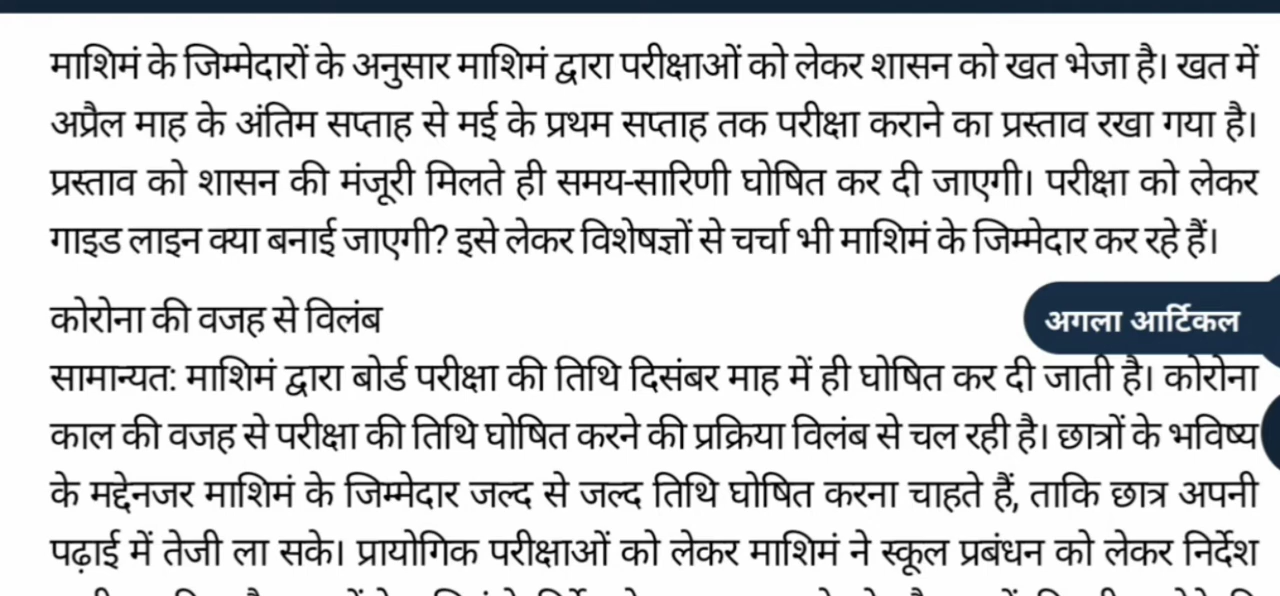 माशिमं के जिम्मेदारों के अनुसार माशिमं द्वारा परीक्षाओं को लेकर शासन को खत भेजा है। खत में
अप्रैल माह के अंतिम सप्ताह से मई के प्रथम सप्ताह तक परीक्षा कराने का प्रस्ताव रखा गया है।
प्रस्ताव को शासन की मंजूरी मिलते ही समय-सारिणी घोषित कर दी जाएगी। परीक्षा को लेकर
गाइड लाइन क्या बनाई जाएगी? इसे लेकर विशेषज्ञों से चर्चा भी माशिमं के जिम्मेदार कर रहे हैं।
कोरोना की वजह से विलंब
अगला आर्टिकल
सामान्यत: माशिमं द्वारा बोर्ड परीक्षा की तिथि दिसंबर माह में ही घोषित कर दी जाती है। कोरोना
काल की वजह से परीक्षा की तिथि घोषित करने की प्रक्रिया विलंब से चल रही है। छात्रों के भविष्य
के मद्देनजर माशिमं के जिम्मेदार जल्द से जल्द तिथि घोषित करना चाहते हैं, ताकि छात्र अपनी
पढ़ाई में तेजी ला सके। प्रायोगिक परीक्षाओं को लेकर माशिमं ने स्कूल प्रबंधन को लेकर निर्देश